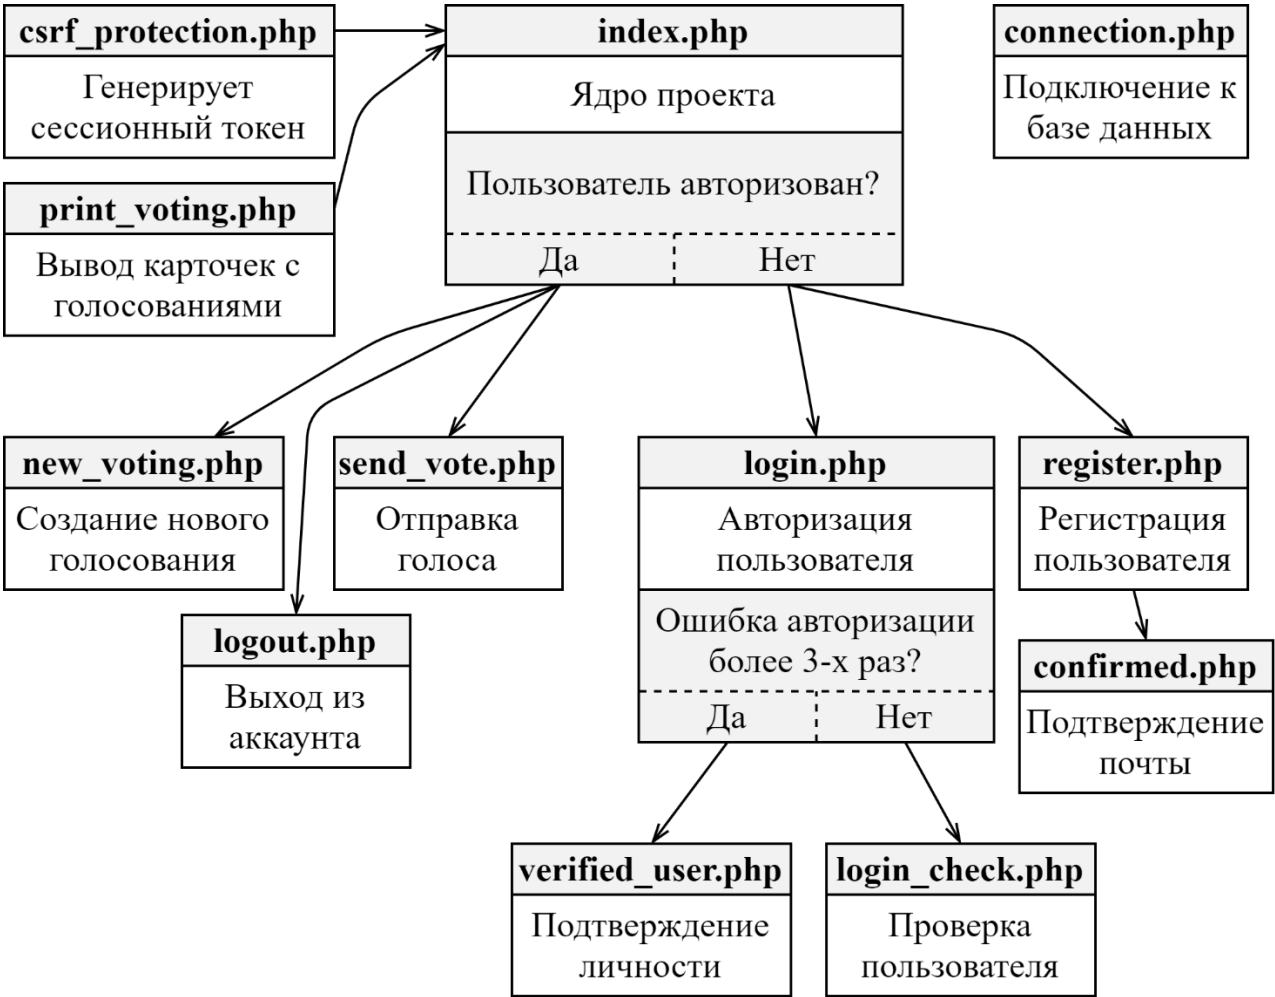 csrf_protection.php
Генерирует
сессионный токен
print_voting.php
Вывод карточек с
голосованиями
index.php
Ядро проекта
Пользователь авторизован?
Да
Нет
connection.php
Подключение к
базе данных
new_voting.php
Создание нового
голосования
send_vote.php
Отправка
голоса
logout.php
Выход из
аккаунта
login.php
Авторизация
пользователя
Ошибка авторизации
более 3-х раз?
Да
Нет
register.php
Регистрация
пользователя
confirmed.php
Подтверждение
почты
verified_user.php
Подтверждение
личности
login_check.php
Проверка
пользователя